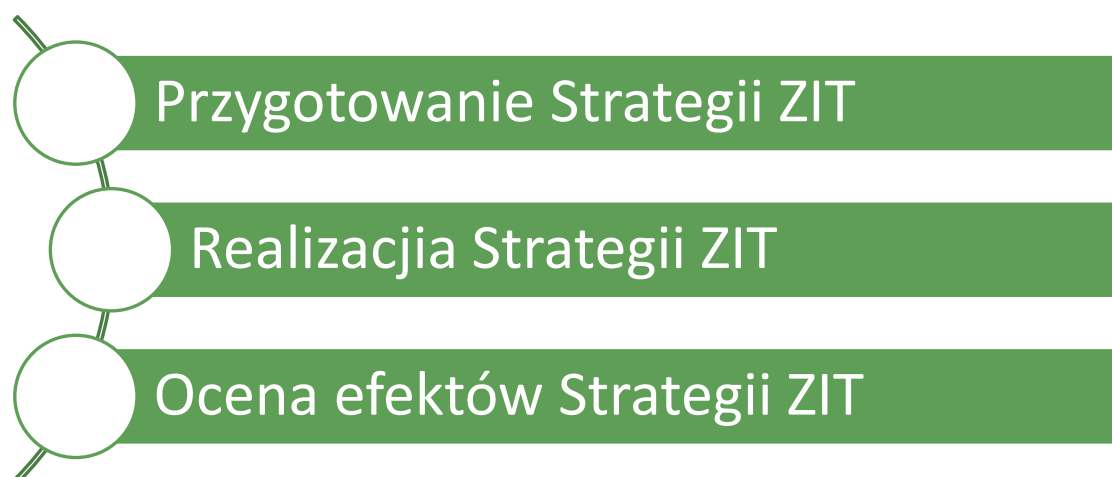 Przygotowanie Strategii ZIT
Realizacjia Strategii ZIT
Ocena efektów Strategii ZIT